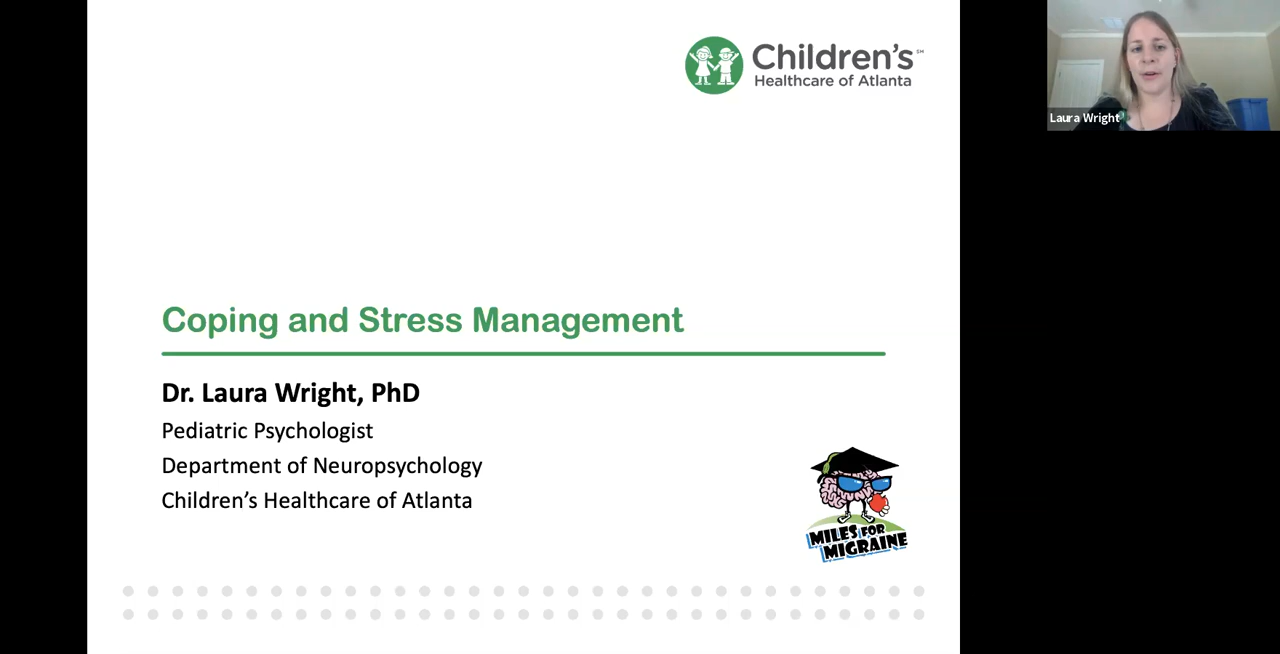 Children's℠
Healthcare of Atlanta
Laura Wright
Coping and Stress Management
Dr. Laura Wright, PhD
Pediatric Psychologist
Department of Neuropsychology
Children's Healthcare of Atlanta
MILES FOR
MIGRAINE